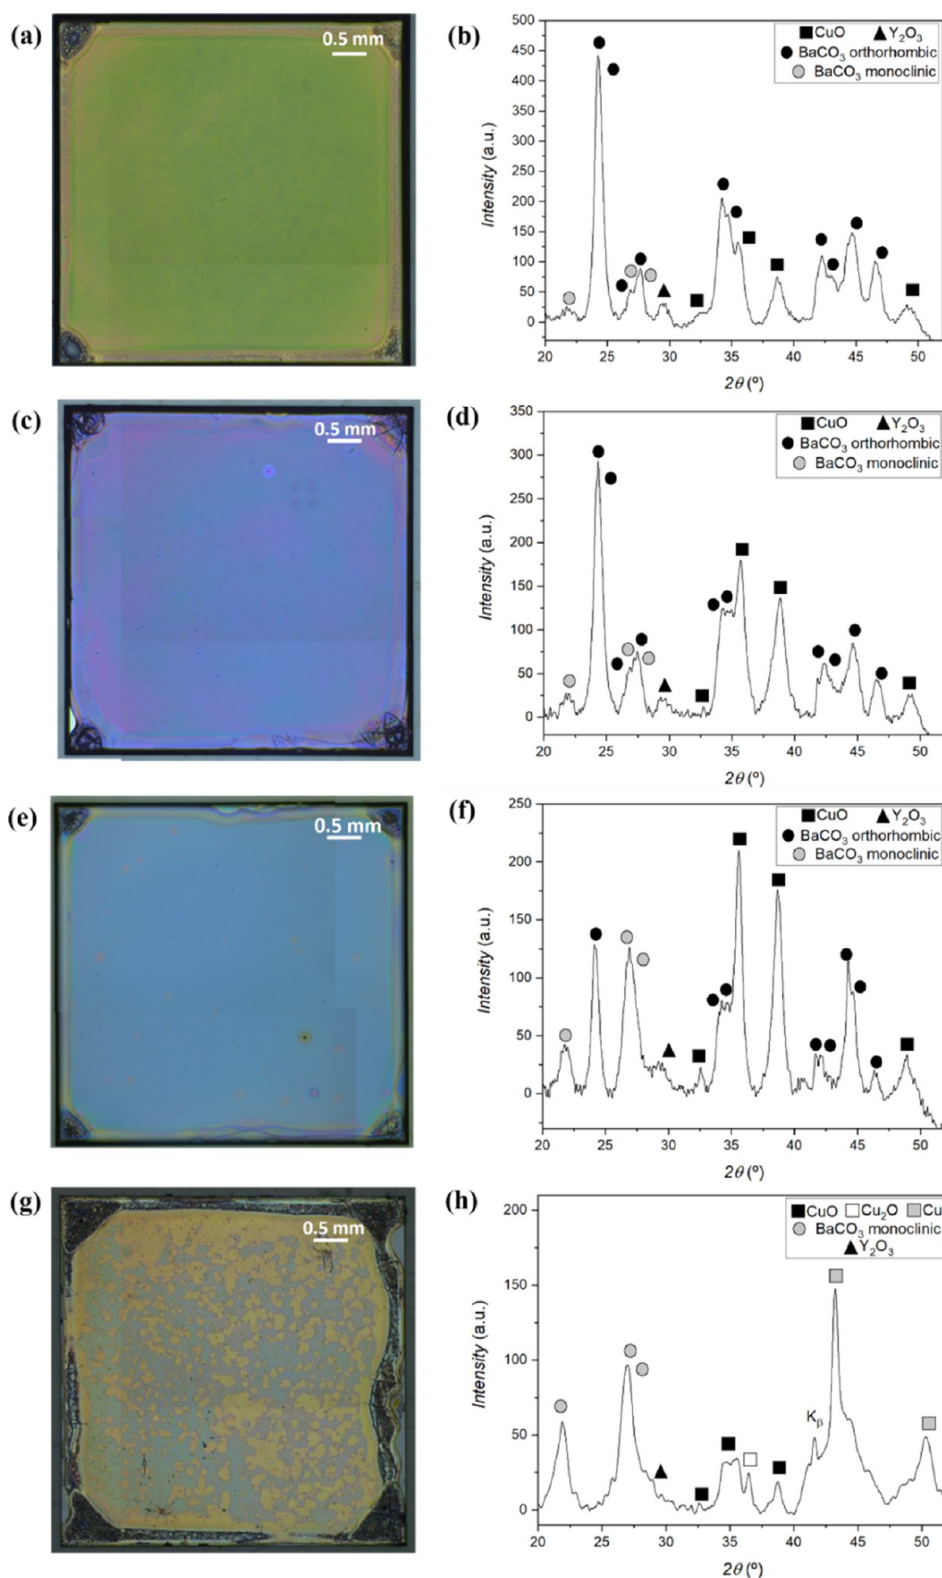 (a)
0.5 mm
(b)
500
450
400
350
300
250
200
150
100
50
0
Intensity (a.u.)
CuO Y₂O₃
BaCO₃ orthorhombic
BaCO₃ monoclinic
20 25 30 35 40 45 50
2θ (º)
(c)
0.5 mm
(d)
350
300
250
200
150
100
50
0
Intensity (a.u.)
CuO Y₂O₃
BaCO₃ orthorhombic
BaCO₃ monoclinic
20 25 30 35 40 45 50
2θ (º)
(e)
0.5 mm
(f)
250
200
150
100
50
0
Intensity (a.u.)
CuO Y₂O₃
BaCO₃ orthorhombic
BaCO₃ monoclinic
20 25 30 35 40 45 50
2θ (º)
(g)
0.5 mm
(h)
200
150
100
50
0
Intensity (a.u.)
CuO Cu₂O Cu
BaCO₃ monoclinic
Y₂O₃
Kβ
20 25 30 35 40 45 50
2θ (º)